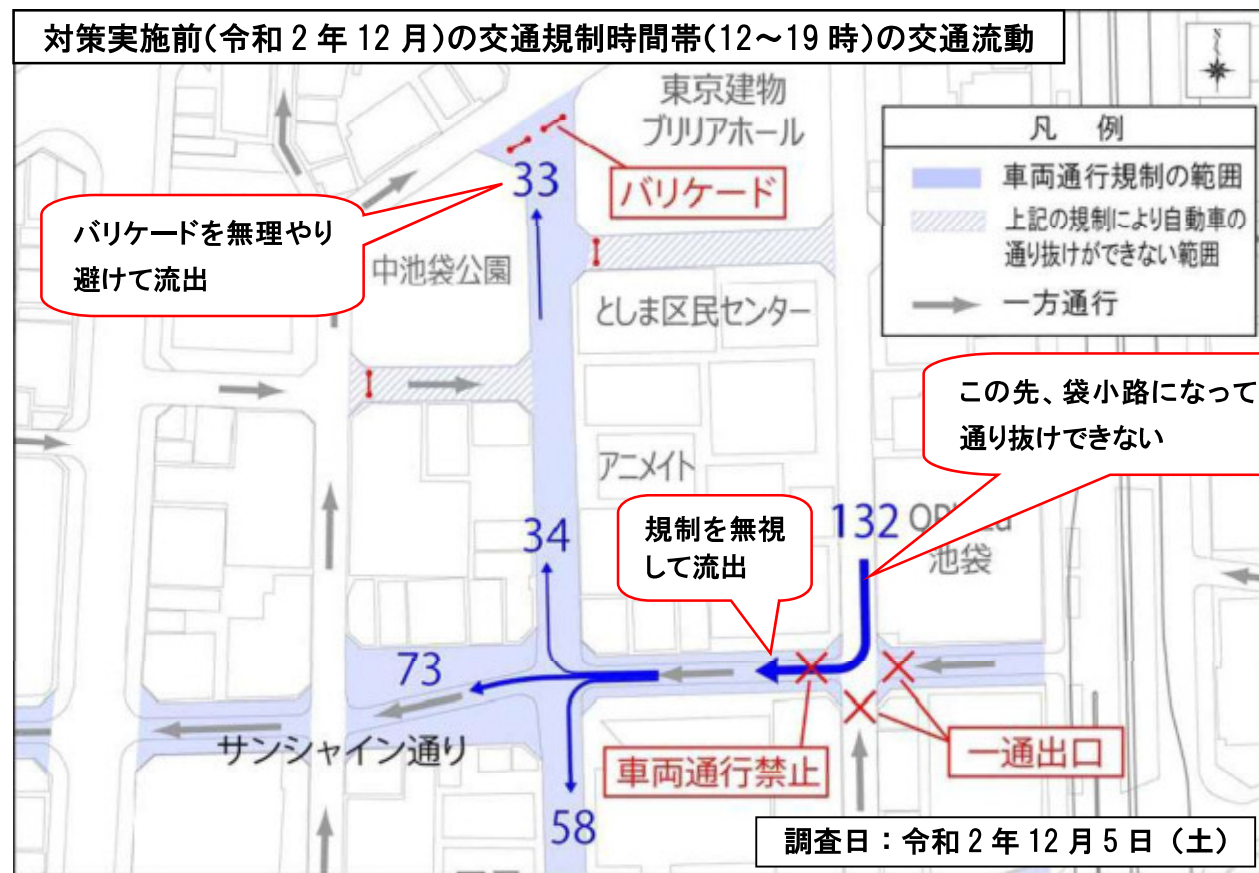 対策実施前(令和2年12月)の交通規制時間帯(12～19時)の交通流動
N
東京建物
ブリリアホール
凡 例
車両通行規制の範囲
上記の規制により自動車の
通り抜けができない範囲
一方通行
バリケード
33
バリケードを無理やり
避けて流出
中池袋公園
としま区民センター
この先、袋小路になって
通り抜けできない
アニメイト
規制を無視
して流出
132
池袋
34
73
サンシャイン通り
車両通行禁止
一通出口
58
調査日：令和2年12月5日（土）